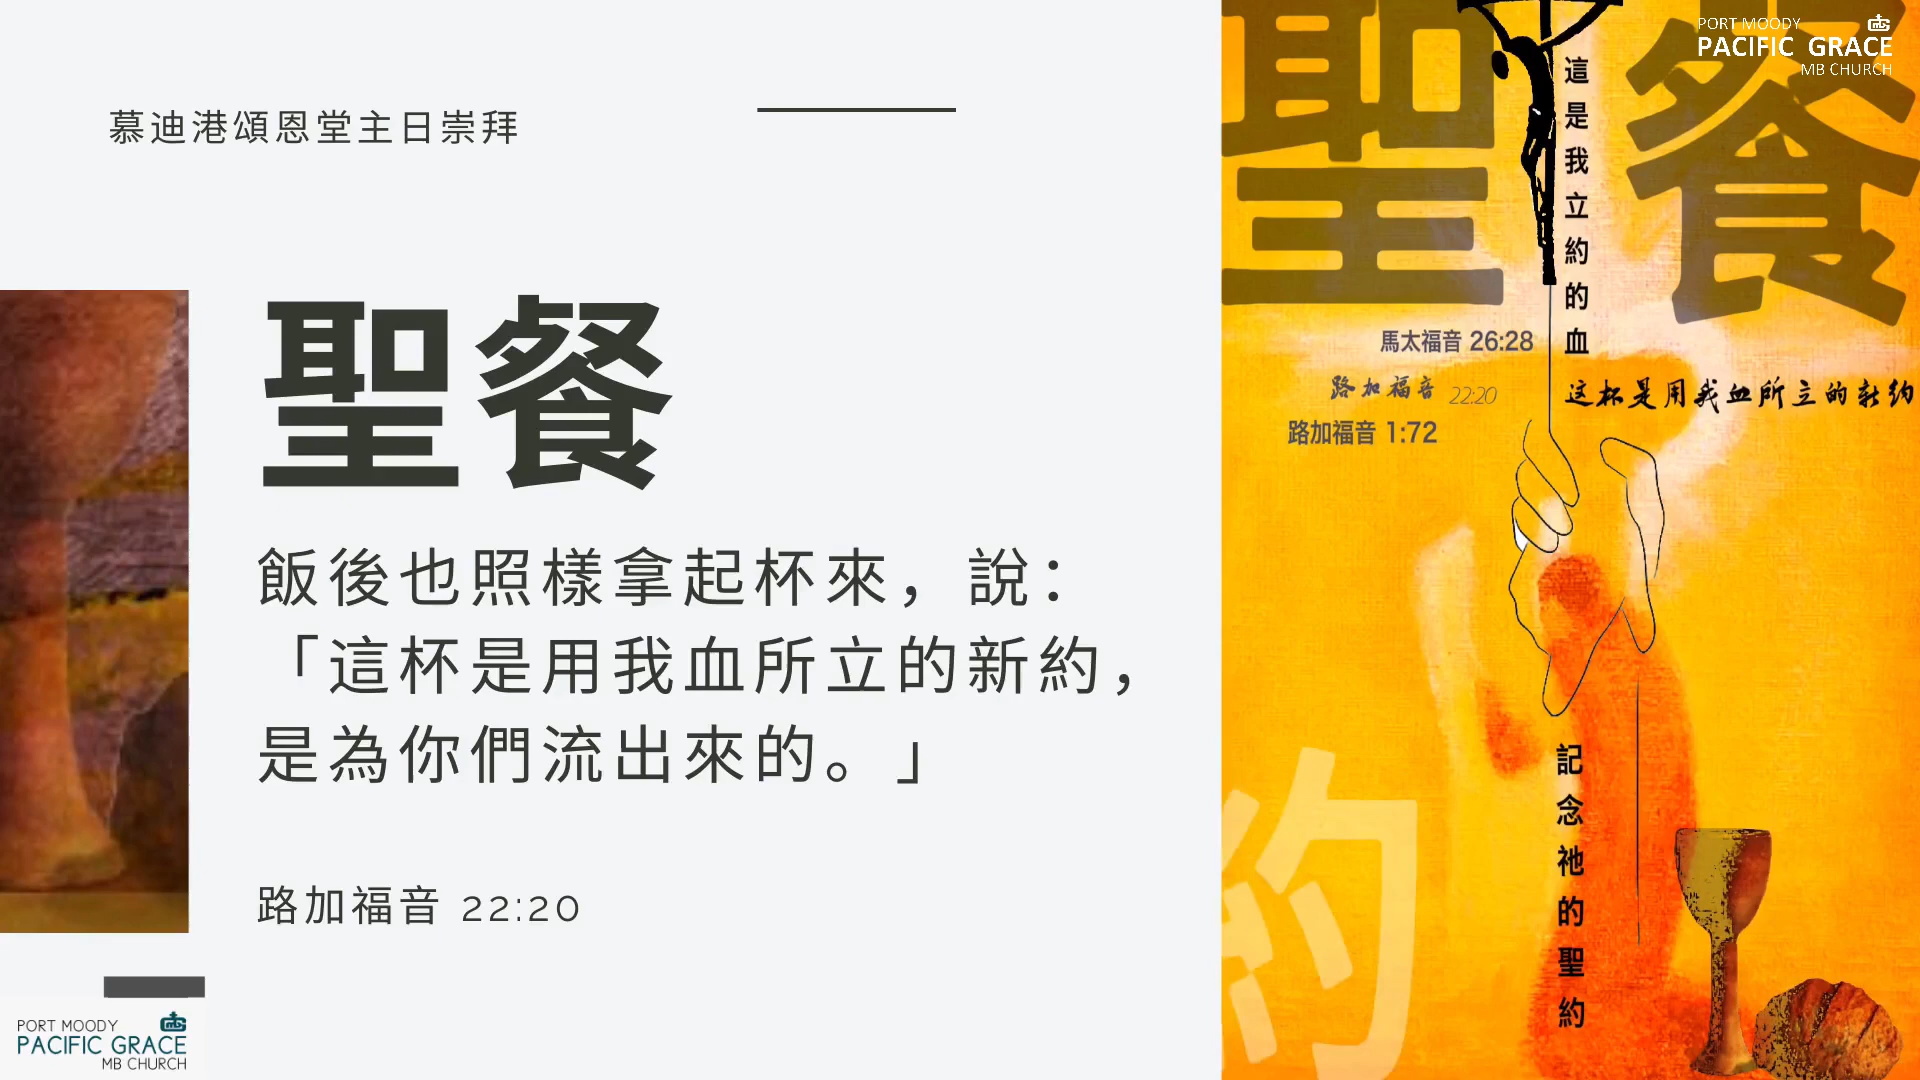 慕迪港頌恩堂主日崇拜
聖餐
飯後也照樣拿起杯來，說：
「這杯是用我血所立的新約，
是為你們流出來的。」
路加福音 22:20
PORT MOODY
PACIFIC GRACE
MB CHURCH
PORT MOODY
PACIFIC GRACE
MB CHURCH
聖餐
這是我立約的血
馬太福音 26:28
路加福音 22:20
这杯是用我血所立的新约
路加福音 1:72
約
記念祂的聖約